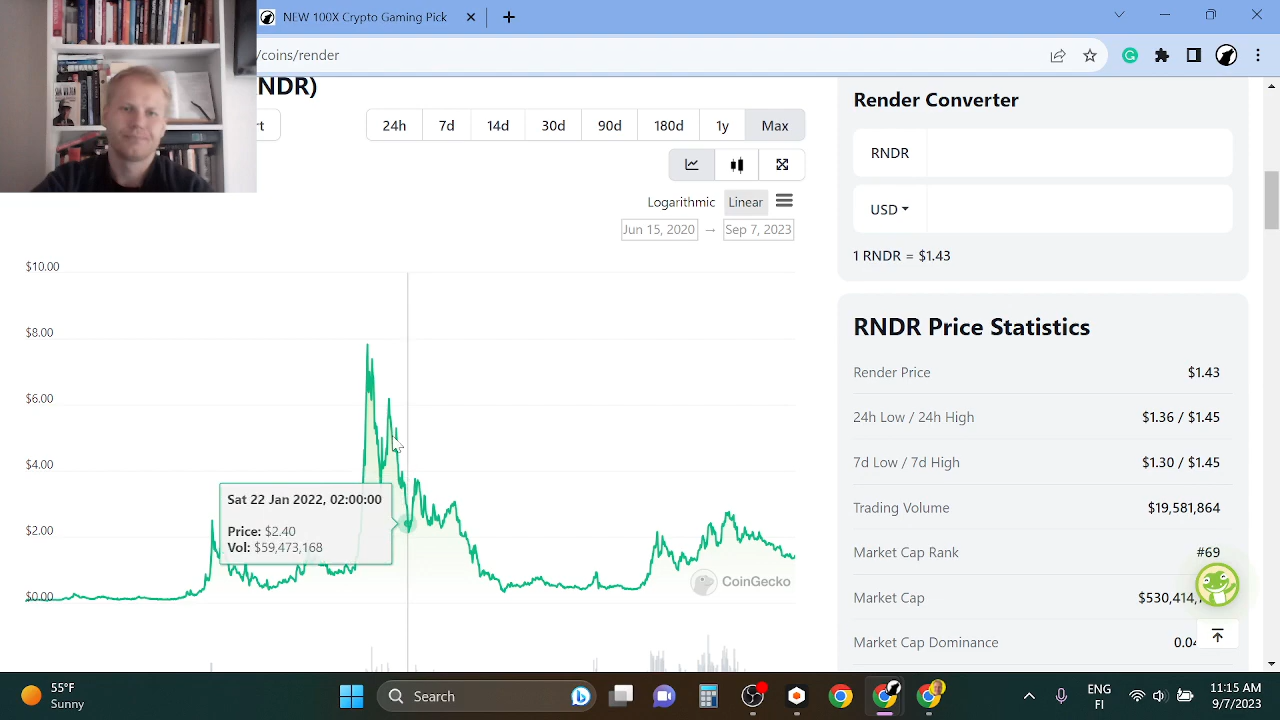 NEW 100X Crypto Gaming Pick
/coins/render
NDR)
rt
24h 7d 14d 30d 90d 180d 1y Max
Logarithmic Linear
Jun 15, 2020 → Sep 7, 2023
$10.00
$8.00
$6.00
$4.00
$2.00
$0.00
Sat 22 Jan 2022, 02:00:00
Price: $2.40
Vol: $59,473,168
CoinGecko
Render Converter
RNDR
USD
1 RNDR = $1.43
RNDR Price Statistics
Render Price $1.43
24h Low / 24h High $1.36 / $1.45
7d Low / 7d High $1.30 / $1.45
Trading Volume $19,581,864
Market Cap Rank #69
Market Cap $530,414,
Market Cap Dominance 0.04
55°F
Sunny
Search
ENG
FI
11:15 AM
9/7/2023